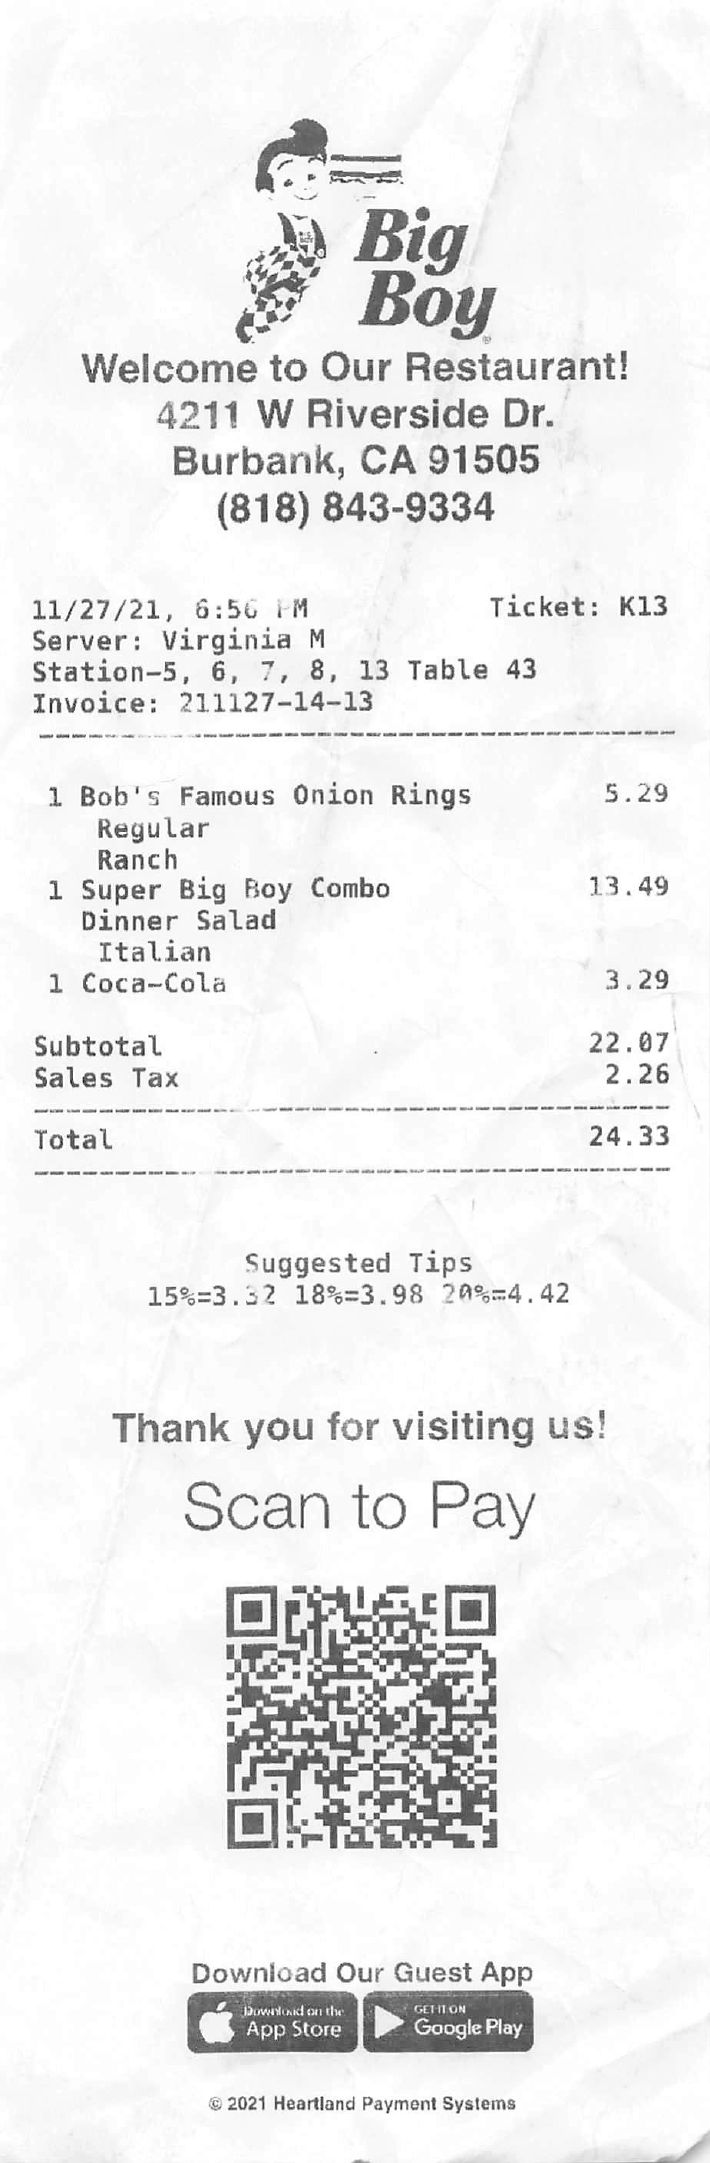 Big
Boy
Welcome to Our Restaurant!
4211 W Riverside Dr.
Burbank, CA 91505
(818) 843-9334
11/27/21, 6:56 PM Ticket: K13
Server: Virginia M
Station-5, 6, 7, 8, 13 Table 43
Invoice: 211127-14-13
1 Bob's Famous Onion Rings 5.29
Regular
Ranch
1 Super Big Boy Combo 13.49
Dinner Salad
Italian
1 Coca-Cola 3.29
Subtotal 22.07
Sales Tax 2.26
Total 24.33
Suggested Tips
15%=3.32 18%=3.98 20%=4.42
Thank you for visiting us!
Scan to Pay
Download Our Guest App
Download on the
App Store
GET IT ON
Google Play
© 2021 Heartland Payment Systems